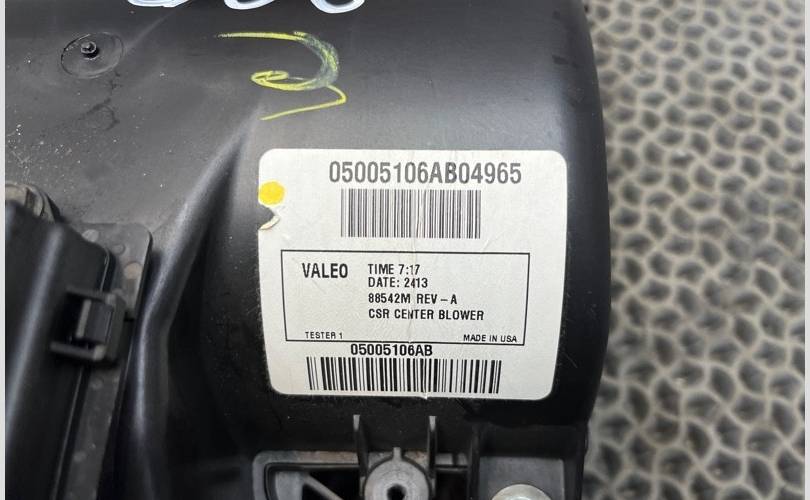 05005106AB04965
VALEO
TIME 7:17
DATE: 2413
88542M REV-A
CSR CENTER BLOWER
TESTER 1 MADE IN USA
05005106AB